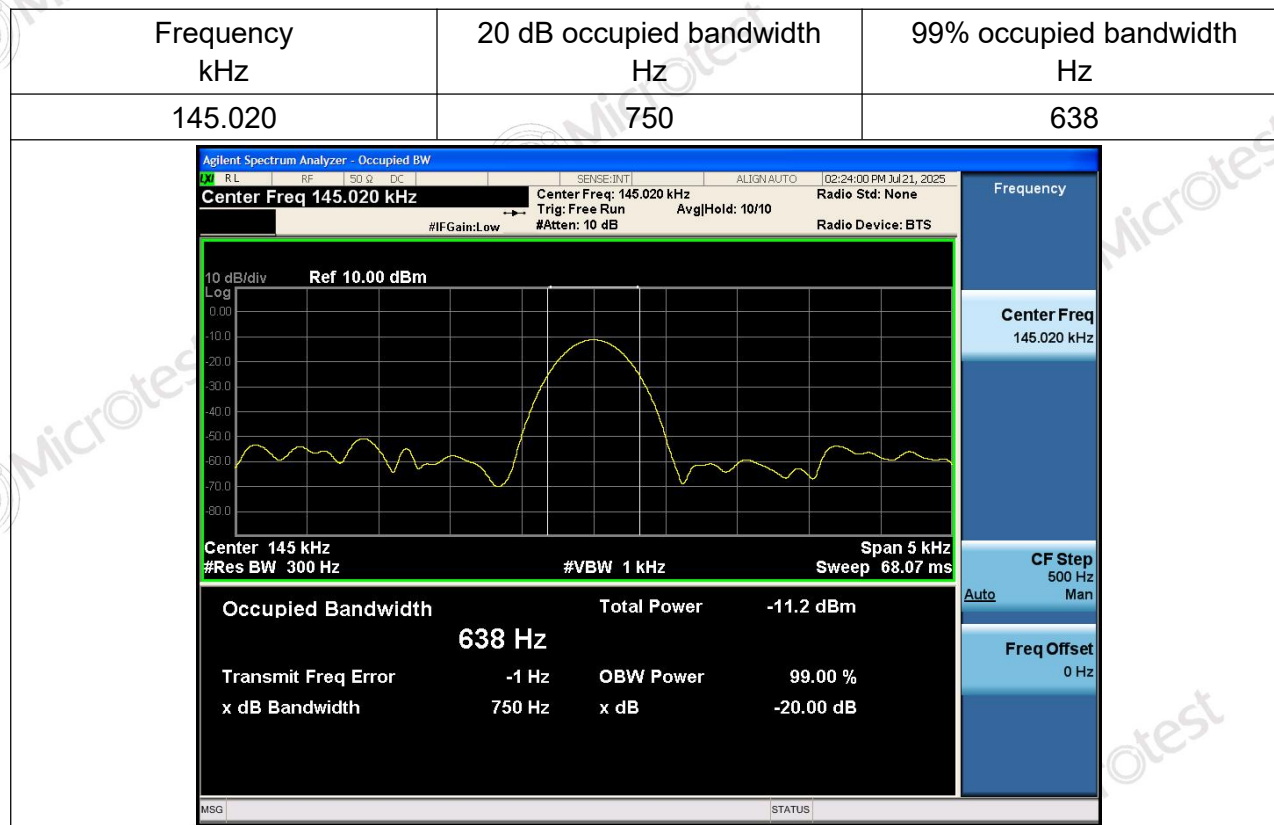 Frequency kHz 20 dB occupied bandwidth Hz 99% occupied bandwidth Hz
145.020 750 638
Agilent Spectrum Analyzer - Occupied BW
LXI RL RF 50 Ω DC SENSE:INT ALIGN AUTO 02:24:00 PM Jul 21, 2025
Center Freq 145.020 kHz
Center Freq: 145.020 kHz Radio Std: None
Trig: Free Run Avg|Hold: 10/10
#IFGain:Low #Atten: 10 dB Radio Device: BTS
10 dB/div Ref 10.00 dBm
Log
0.00
-10.0
-20.0
-30.0
-40.0
-50.0
-60.0
-70.0
-80.0
Center 145 kHz Span 5 kHz
#Res BW 300 Hz #VBW 1 kHz Sweep 68.07 ms
Occupied Bandwidth Total Power -11.2 dBm
638 Hz
Transmit Freq Error -1 Hz OBW Power 99.00 %
x dB Bandwidth 750 Hz x dB -20.00 dB
MSG STATUS
Frequency
Center Freq
145.020 kHz
CF Step
500 Hz
Auto Man
Freq Offset
0 Hz
Microtest
Microtest
Microtest